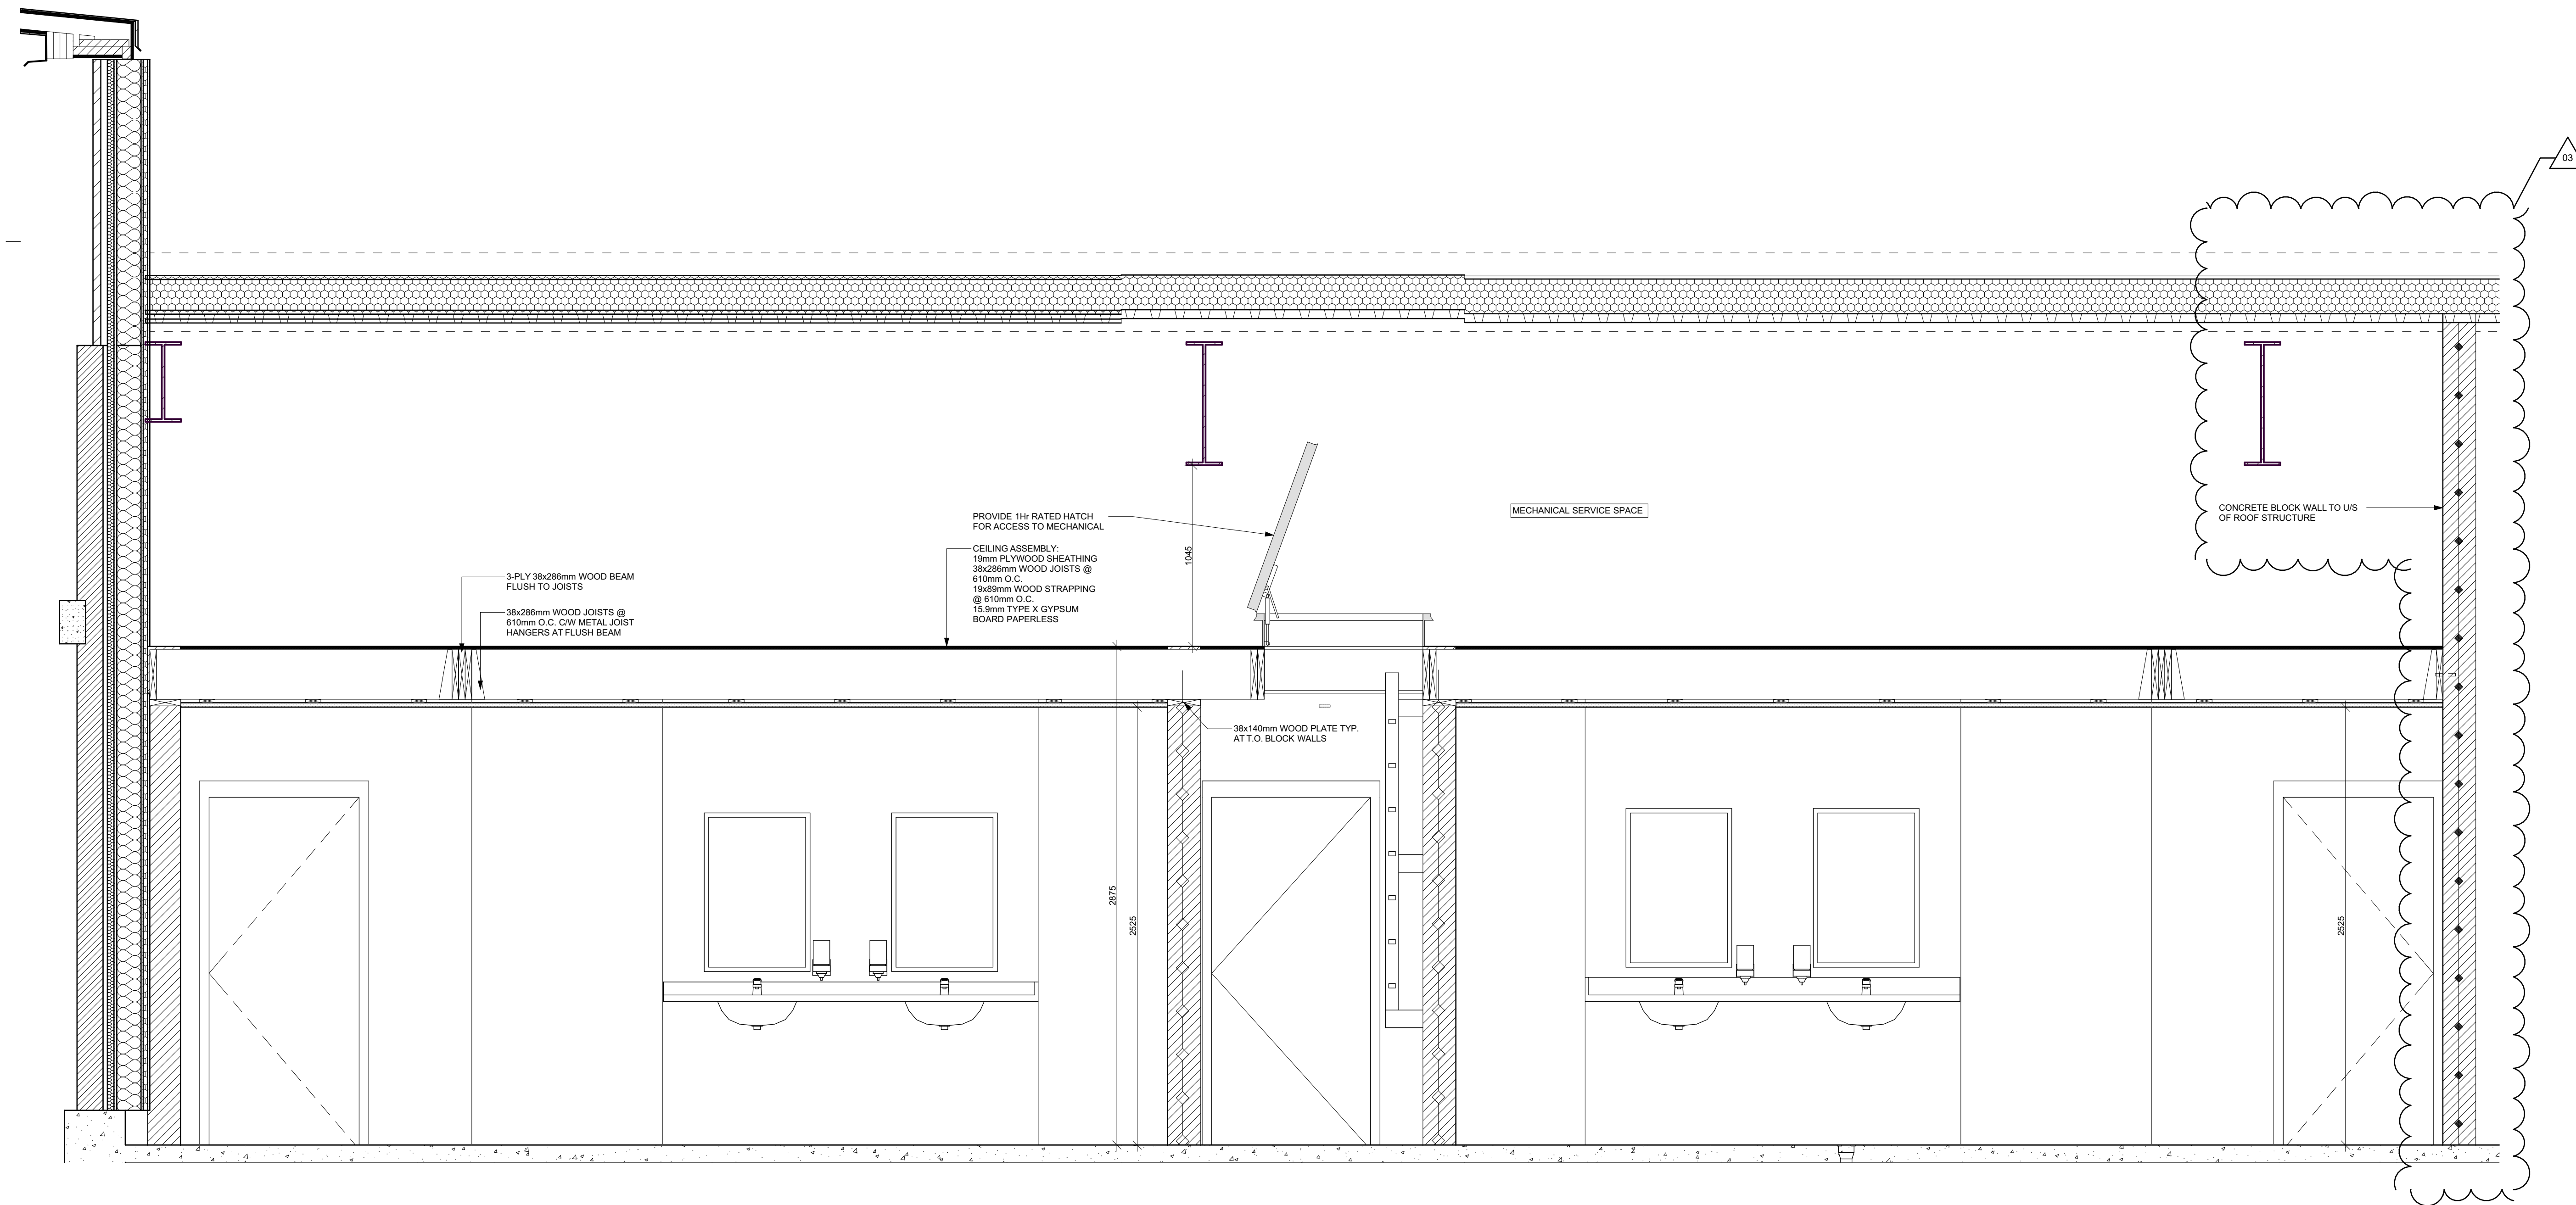 03
PROVIDE 1Hr RATED HATCH
FOR ACCESS TO MECHANICAL
MECHANICAL SERVICE SPACE
CONCRETE BLOCK WALL TO U/S
OF ROOF STRUCTURE
CEILING ASSEMBLY:
19mm PLYWOOD SHEATHING
38x286mm WOOD JOISTS @
610mm O.C.
19x89mm WOOD STRAPPING
@ 610mm O.C.
15.9mm TYPE X GYPSUM
BOARD PAPERLESS
1045
3-PLY 38x286mm WOOD BEAM
FLUSH TO JOISTS
38x286mm WOOD JOISTS @
610mm O.C. C/W METAL JOIST
HANGERS AT FLUSH BEAM
38x140mm WOOD PLATE TYP.
AT T.O. BLOCK WALLS
2875
2525
2525